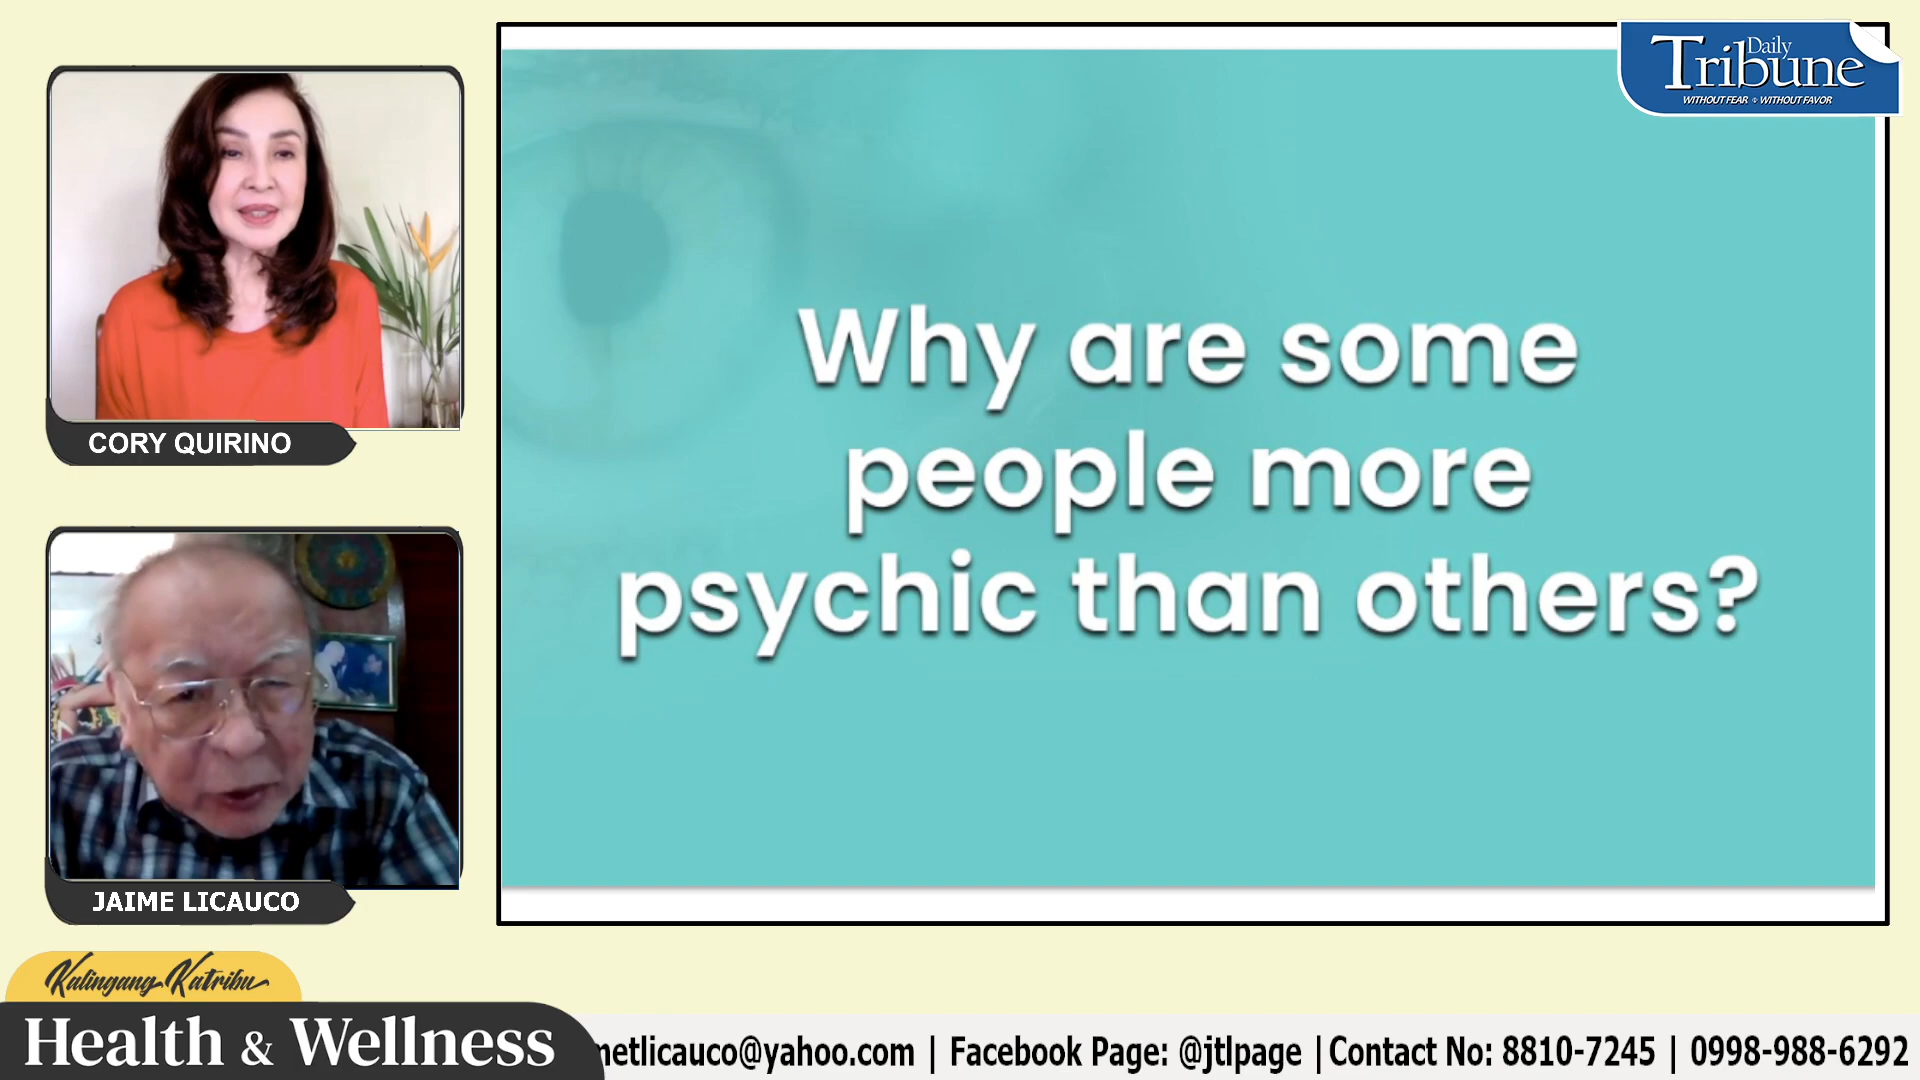 Daily
Tribune
WITHOUT FEAR + WITHOUT FAVOR
CORY QUIRINO
Why are some
people more
psychic than others?
JAIME LICAUCO
Kalingang Katribu
Health & Wellness
metlicauco@yahoo.com | Facebook Page: @jtlpage |Contact No: 8810-7245 | 0998-988-6292